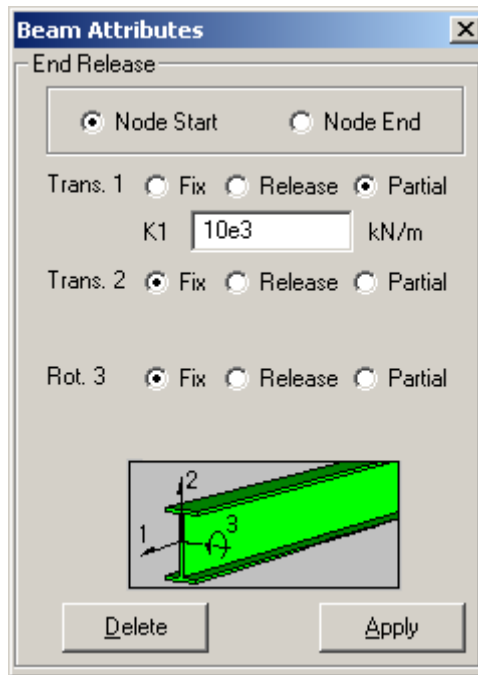 Beam Attributes
End Release
Node Start Node End
Trans. 1 Fix Release Partial
K1 10e3 kN/m
Trans. 2 Fix Release Partial
Rot. 3 Fix Release Partial
2
1 3
Delete Apply